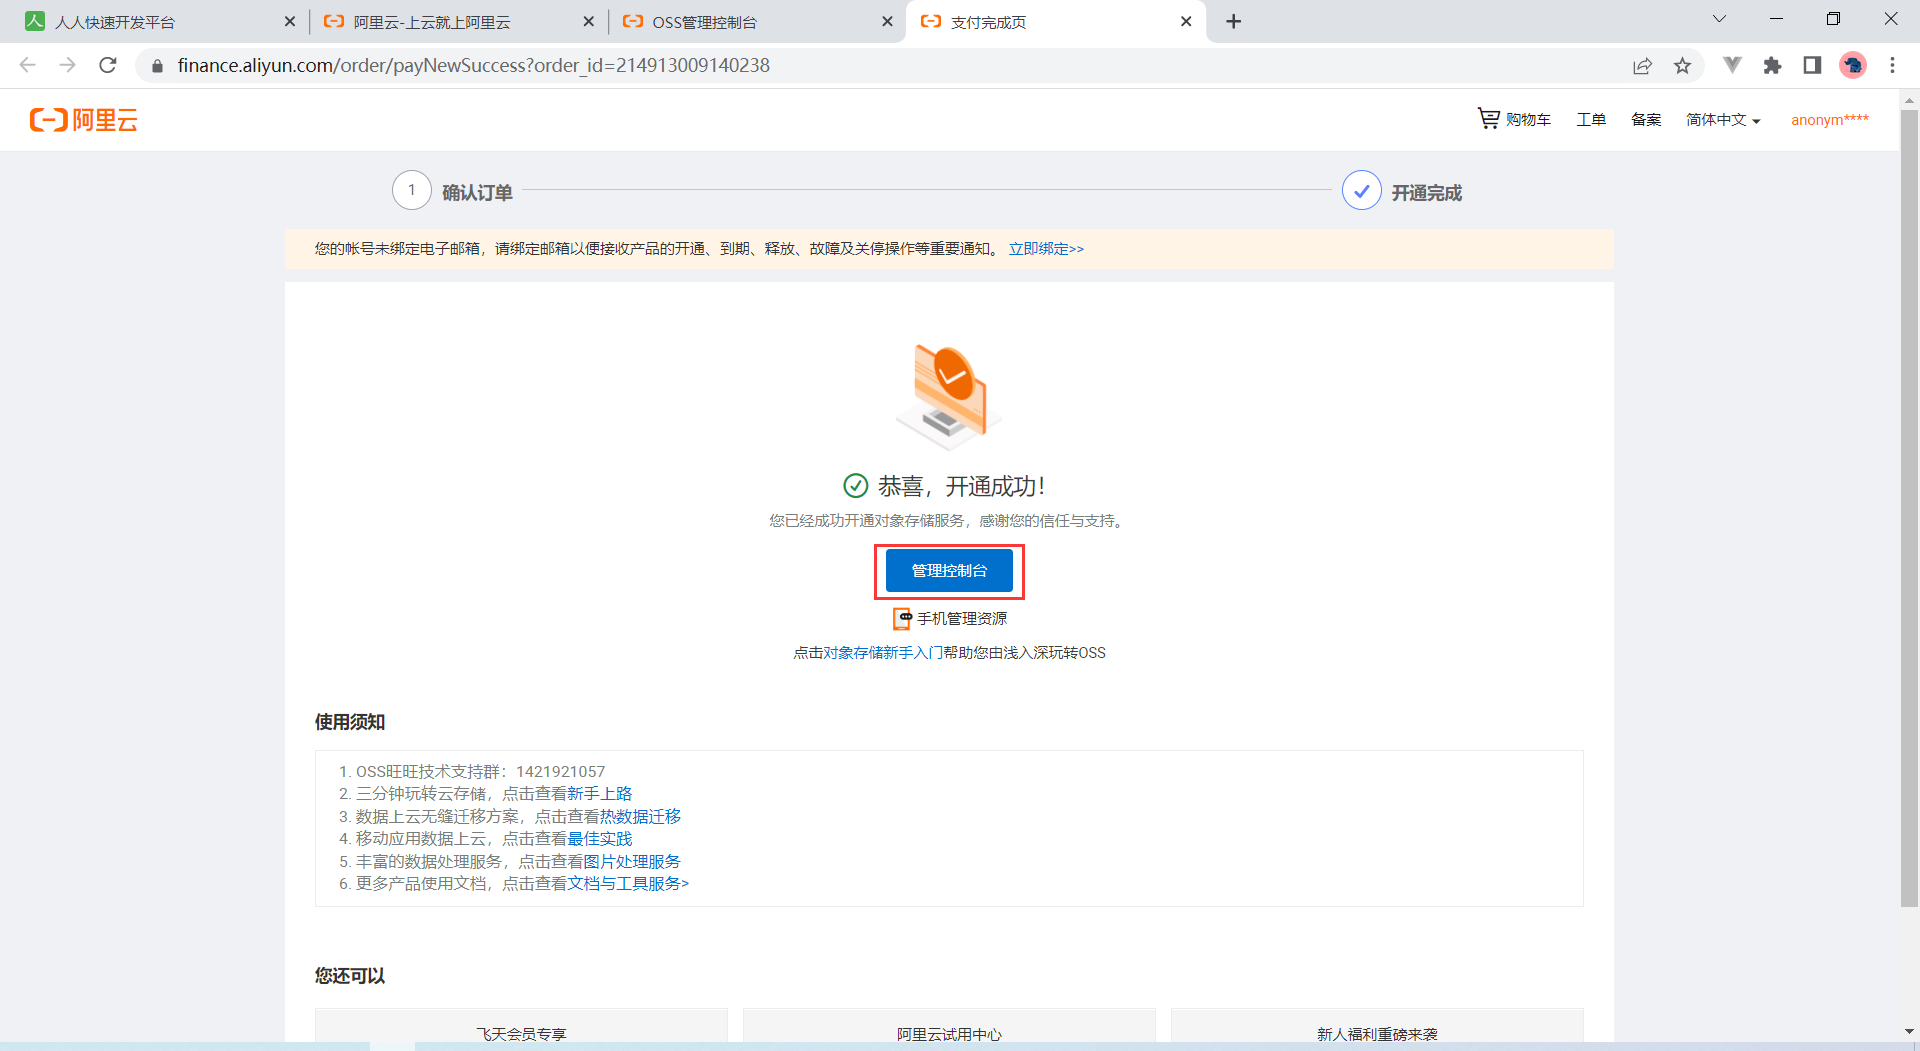 人人快速开发平台
阿里云-上云就上阿里云
OSS管理控制台
支付完成页
finance.aliyun.com/order/payNewSuccess?order_id=214913009140238
阿里云
购物车
工单
备案
简体中文
anonym****
1
确认订单
开通完成
您的帐号未绑定电子邮箱，请绑定邮箱以便接收产品的开通、到期、释放、故障及关停操作等重要通知。 立即绑定>>
恭喜，开通成功！
您已经成功开通对象存储服务，感谢您的信任与支持。
管理控制台
手机管理资源
点击对象存储新手入门帮助您由浅入深玩转OSS
使用须知
1. OSS旺旺技术支持群：1421921057
2. 三分钟玩转云存储，点击查看新手上路
3. 数据上云无缝迁移方案，点击查看热数据迁移
4. 移动应用数据上云，点击查看最佳实践
5. 丰富的数据处理服务，点击查看图片处理服务
6. 更多产品使用文档，点击查看文档与工具服务>
您还可以
飞天会员专享
阿里云试用中心
新人福利重磅来袭